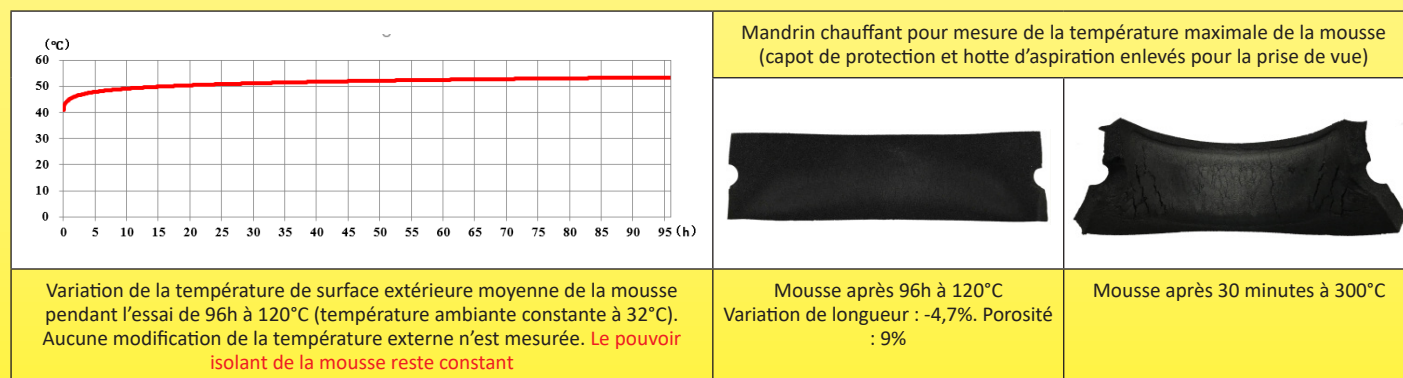 (°C)
60
50
40
30
20
10
0
0 5 10 15 20 25 30 35 40 45 50 55 60 65 70 75 80 85 90 95 (h)
Mandrin chauffant pour mesure de la température maximale de la mousse
(capot de protection et hotte d'aspiration enlevés pour la prise de vue)
Variation de la température de surface extérieure moyenne de la mousse
pendant l'essai de 96h à 120°C (température ambiante constante à 32°C).
Aucune modification de la température externe n'est mesurée. Le pouvoir
isolant de la mousse reste constant
Mousse après 96h à 120°C
Variation de longueur : -4,7%. Porosité
: 9%
Mousse après 30 minutes à 300°C